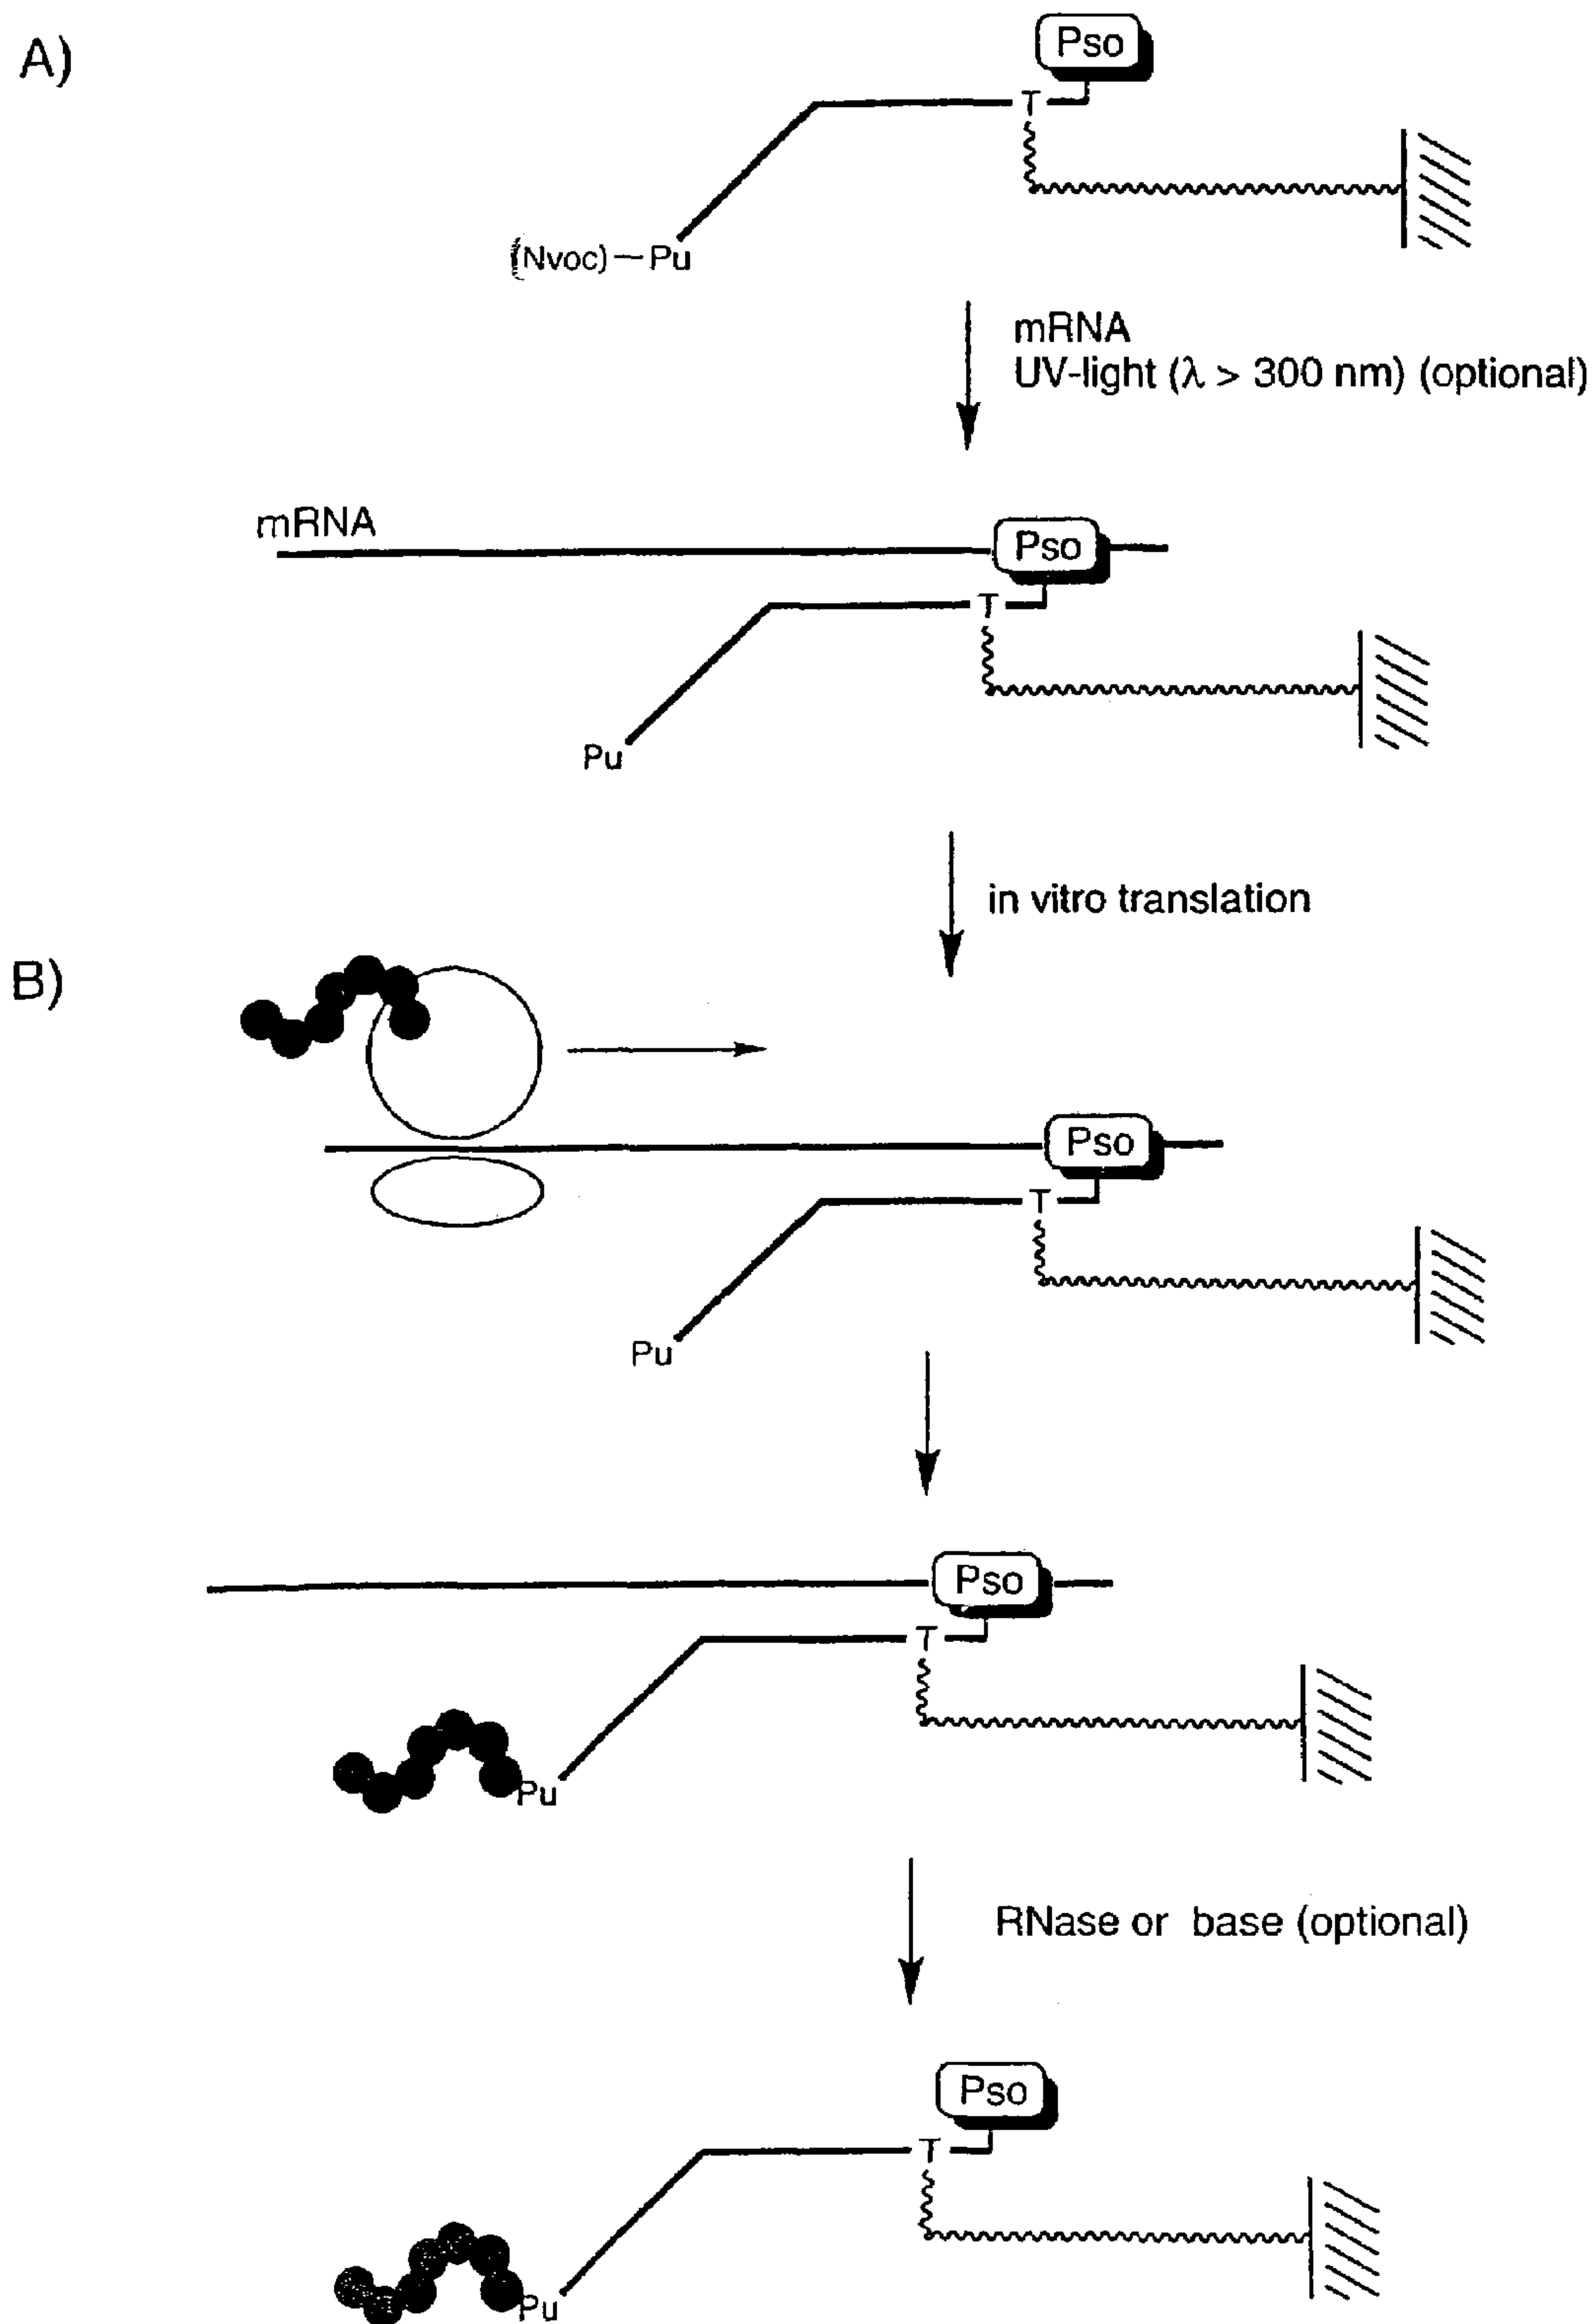 A)
Pso
T
(Nvoc)—Pu
mRNA
UV-light (λ > 300 nm) (optional)
mRNA
Pso
T
Pu
in vitro translation
B)
Pso
T
Pu
Pso
T
Pu
RNase or base (optional)
Pso
T
Pu